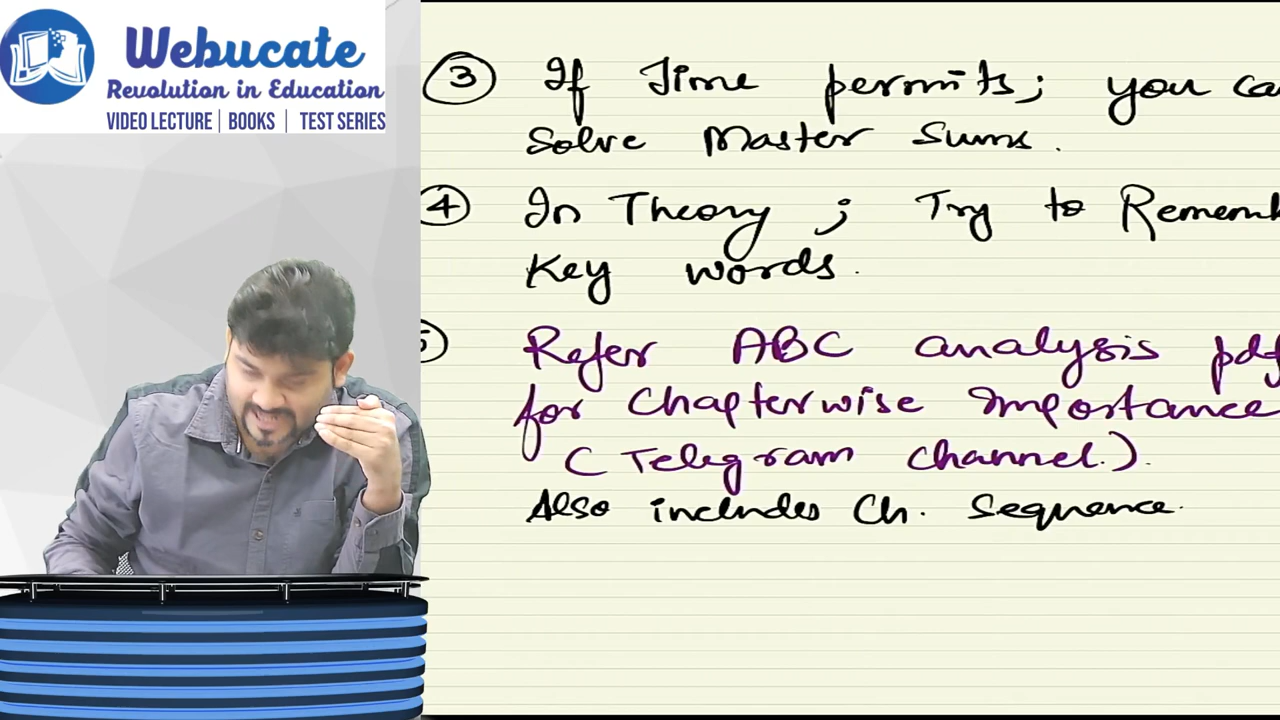 Webucate
Revolution in Education
VIDEO LECTURE | BOOKS | TEST SERIES
3 If Time permits; you ca
Solve Master Sums.
4 In Theory ; Try to Rememb
Key words.
5 Refer ABC analysis pdf
for Chapterwise Importance
( Telegram channel.).
Also includes Ch. Sequence.